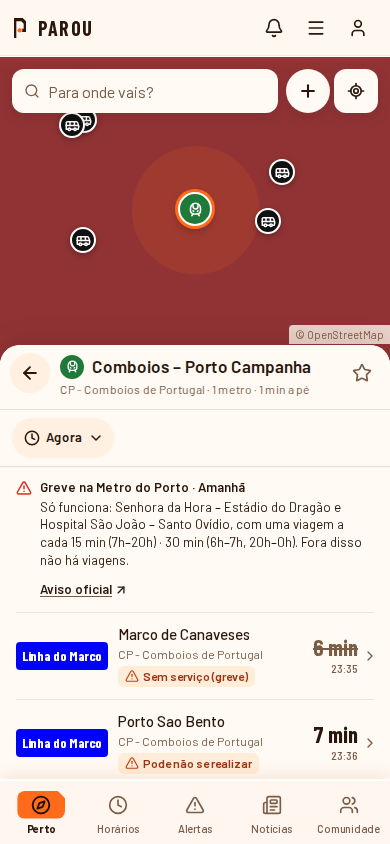 PAROU
Para onde vais?
© OpenStreetMap
Comboios – Porto Campanha
CP - Comboios de Portugal · 1 metro · 1 min a pé
Agora
Greve na Metro do Porto · Amanhã
Só funciona: Senhora da Hora – Estádio do Dragão e
Hospital São João – Santo Ovídio, com uma viagem a
cada 15 min (7h–20h) · 30 min (6h–7h, 20h–0h). Fora disso
não há viagens.
Aviso oficial
Linha do Marco
Marco de Canaveses
CP - Comboios de Portugal
Sem serviço (greve)
6 min
23:35
Linha do Marco
Porto Sao Bento
CP - Comboios de Portugal
Pode não se realizar
7 min
23:36
Perto
Horários
Alertas
Notícias
Comunidade